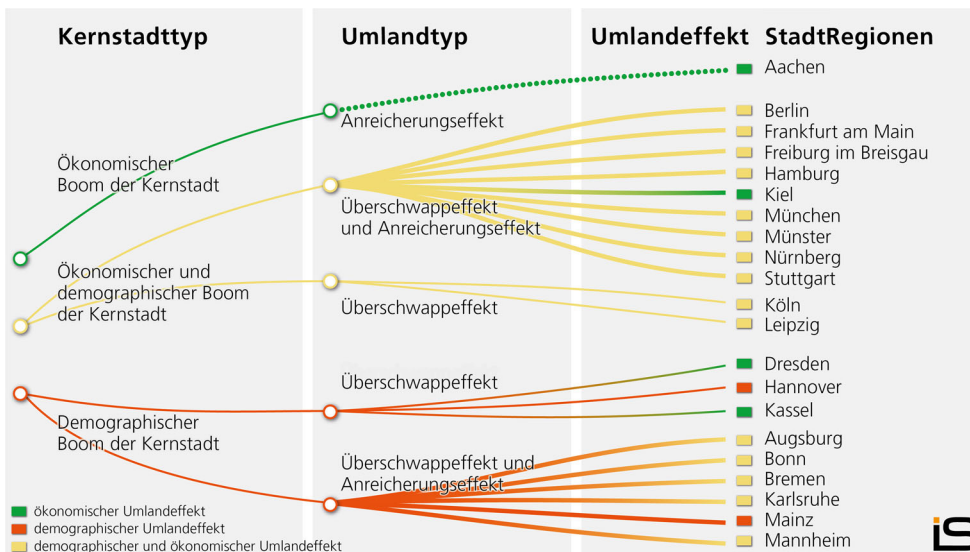 Kernstadttyp
Umlandtyp
Umlandeffekt
StadtRegionen
Ökonomischer
Boom der Kernstadt
Ökonomischer und
demographischer Boom
der Kernstadt
Demographischer
Boom der Kernstadt
Anreicherungseffekt
Überschwappeffekt
und Anreicherungseffekt
Überschwappeffekt
Überschwappeffekt
Überschwappeffekt und
Anreicherungseffekt
Aachen
Berlin
Frankfurt am Main
Freiburg im Breisgau
Hamburg
Kiel
München
Münster
Nürnberg
Stuttgart
Köln
Leipzig
Dresden
Hannover
Kassel
Augsburg
Bonn
Bremen
Karlsruhe
Mainz
Mannheim
ökonomischer Umlandeffekt
demographischer Umlandeffekt
demographischer und ökonomischer Umlandeffekt